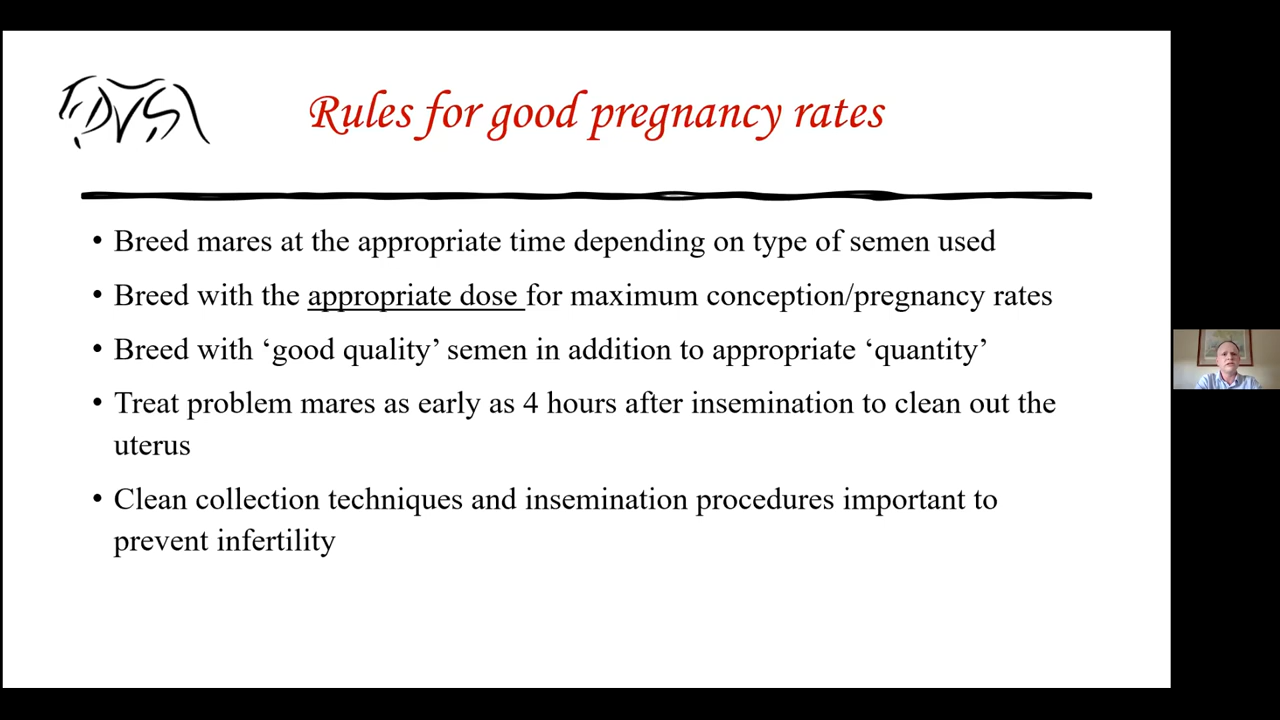 T.DVS
Rules for good pregnancy rates
• Breed mares at the appropriate time depending on type of semen used
• Breed with the appropriate dose for maximum conception/pregnancy rates
• Breed with ‘good quality’ semen in addition to appropriate ‘quantity’
• Treat problem mares as early as 4 hours after insemination to clean out the
uterus
• Clean collection techniques and insemination procedures important to
prevent infertility